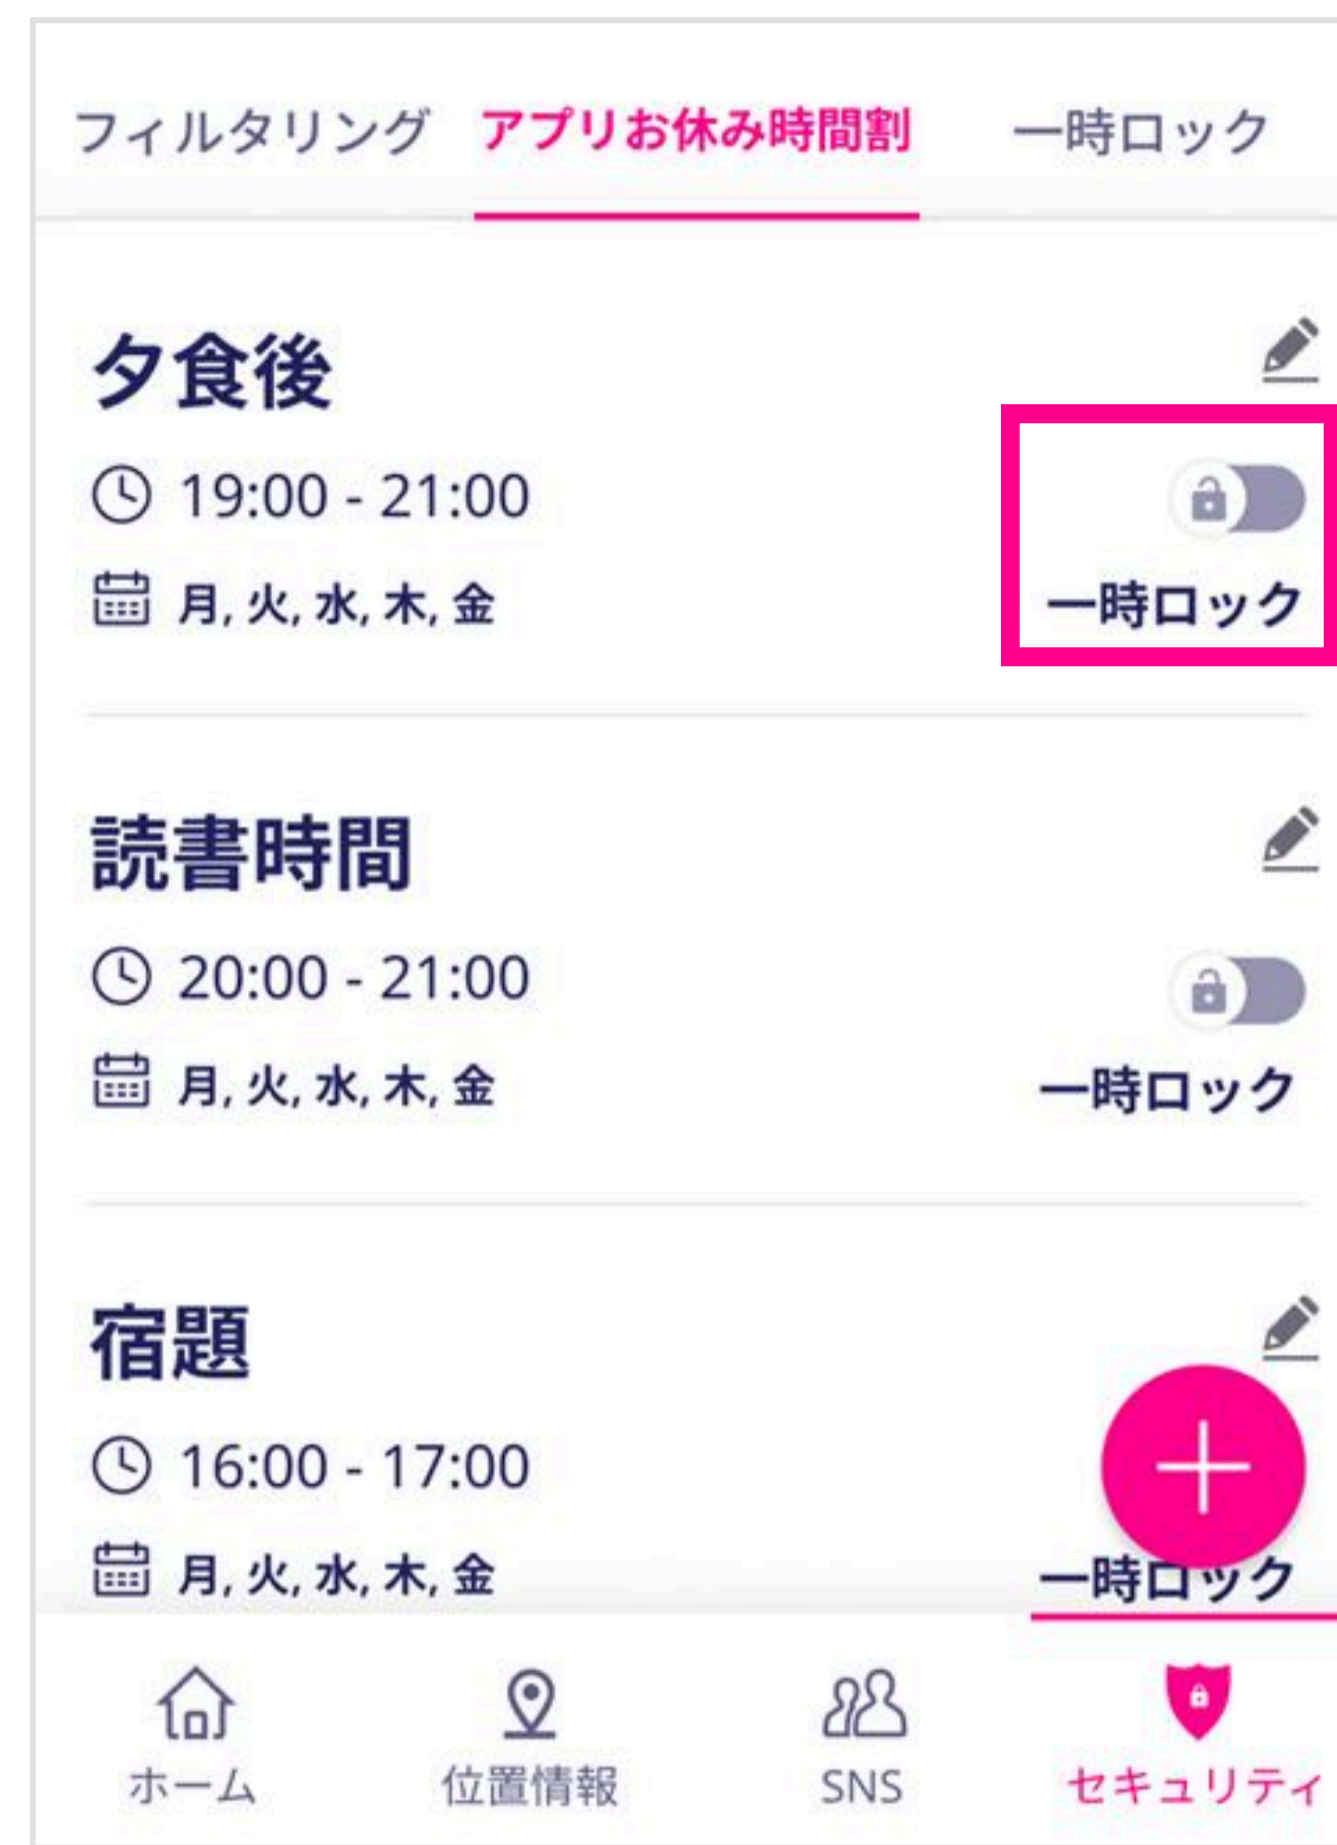 フィルタリング アプリお休み時間割 一時ロック
夕食後
19:00 - 21:00
月, 火, 水, 木, 金
一時ロック
読書時間
20:00 - 21:00
月, 火, 水, 木, 金
一時ロック
宿題
16:00 - 17:00
月, 火, 水, 木, 金
一時ロック
ホーム 位置情報 SNS セキュリティ